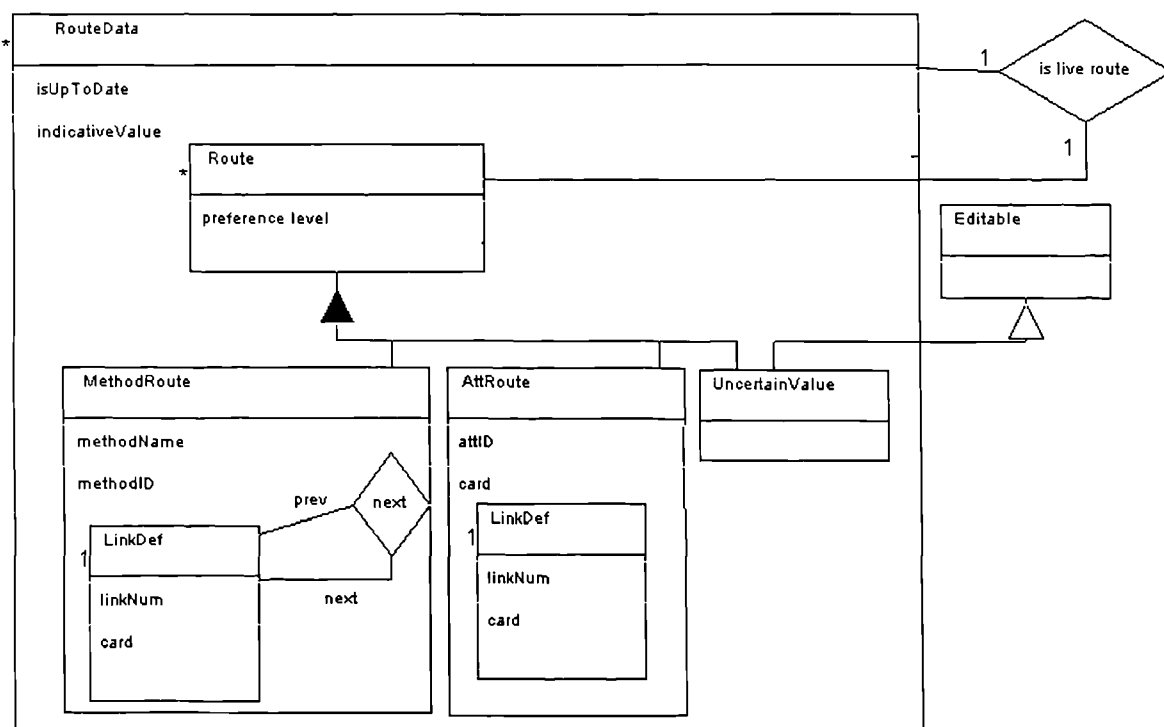 RouteData
*
1
is live route
isUpToDate
indicativeValue
1
Route
*
preference level
Editable
MethodRoute
AttRoute
UncertainValue
methodName
attID
methodID
card
prev
next
LinkDef
1
LinkDef
1
linkNum
next
linkNum
card
card